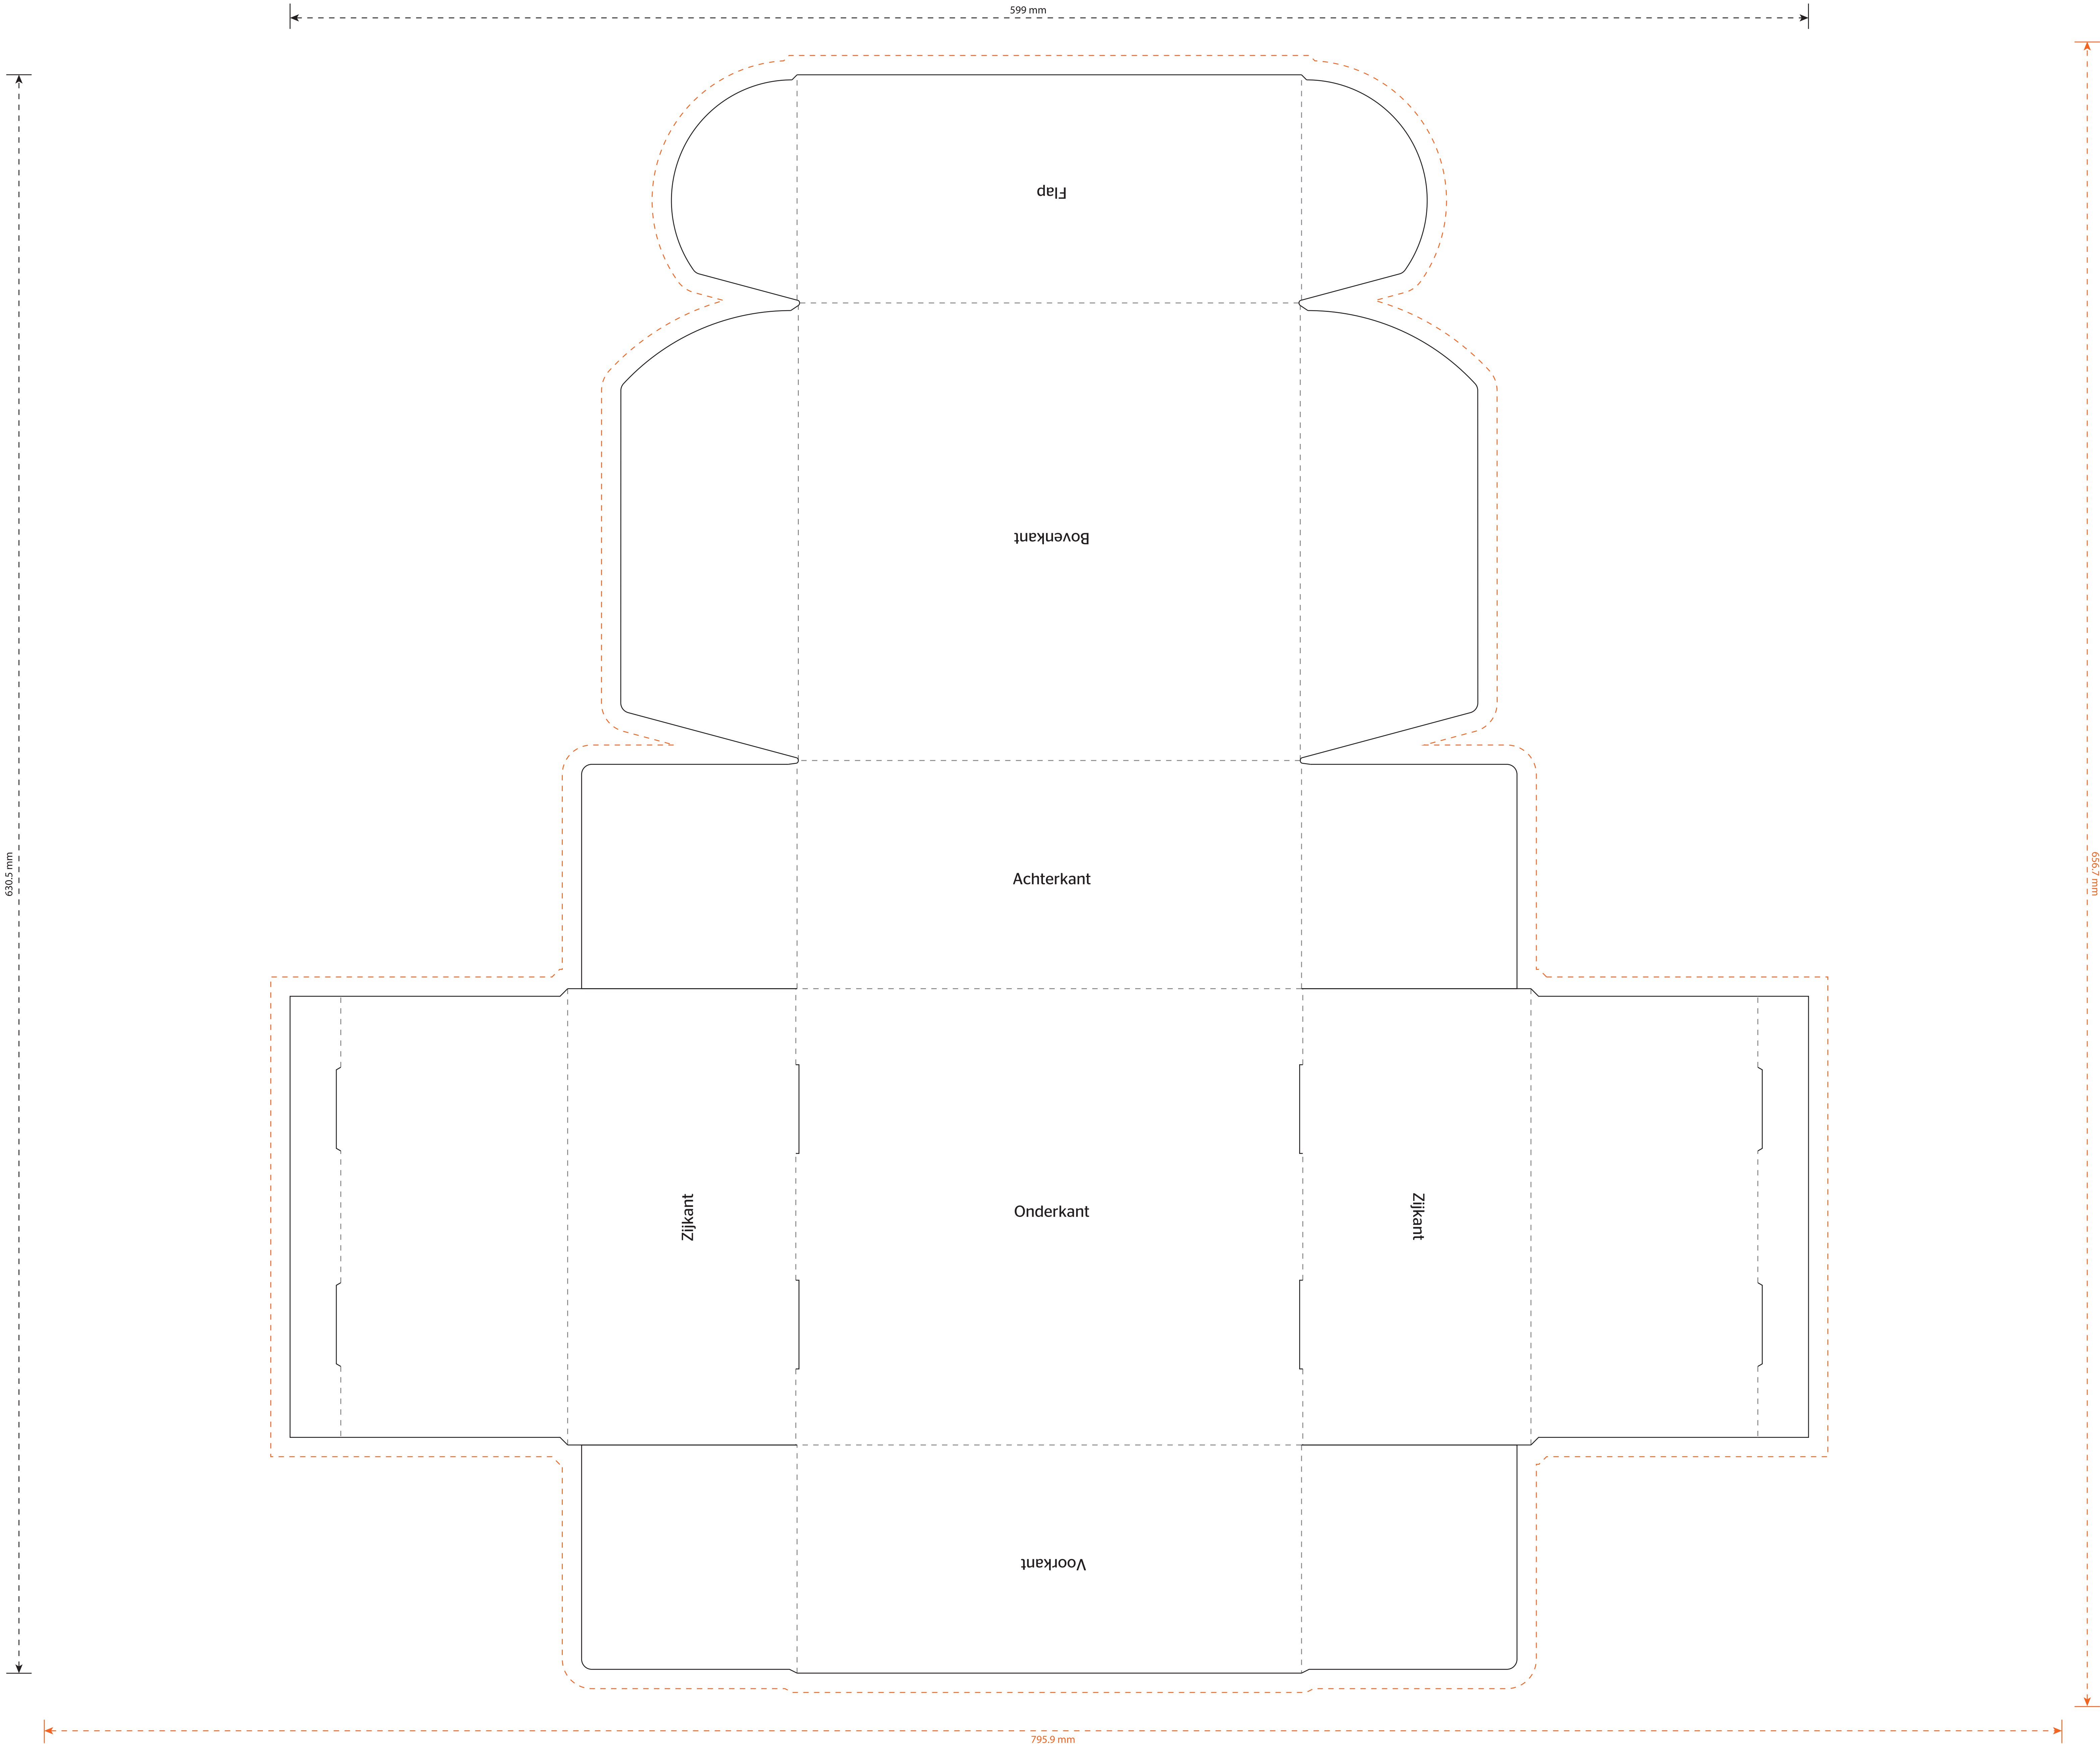 599 mm
Flap
Bovenkant
630.5 mm
656.7 mm
Achterkant
Zijkant
Onderkant
Zijkant
Voorkant
795.9 mm